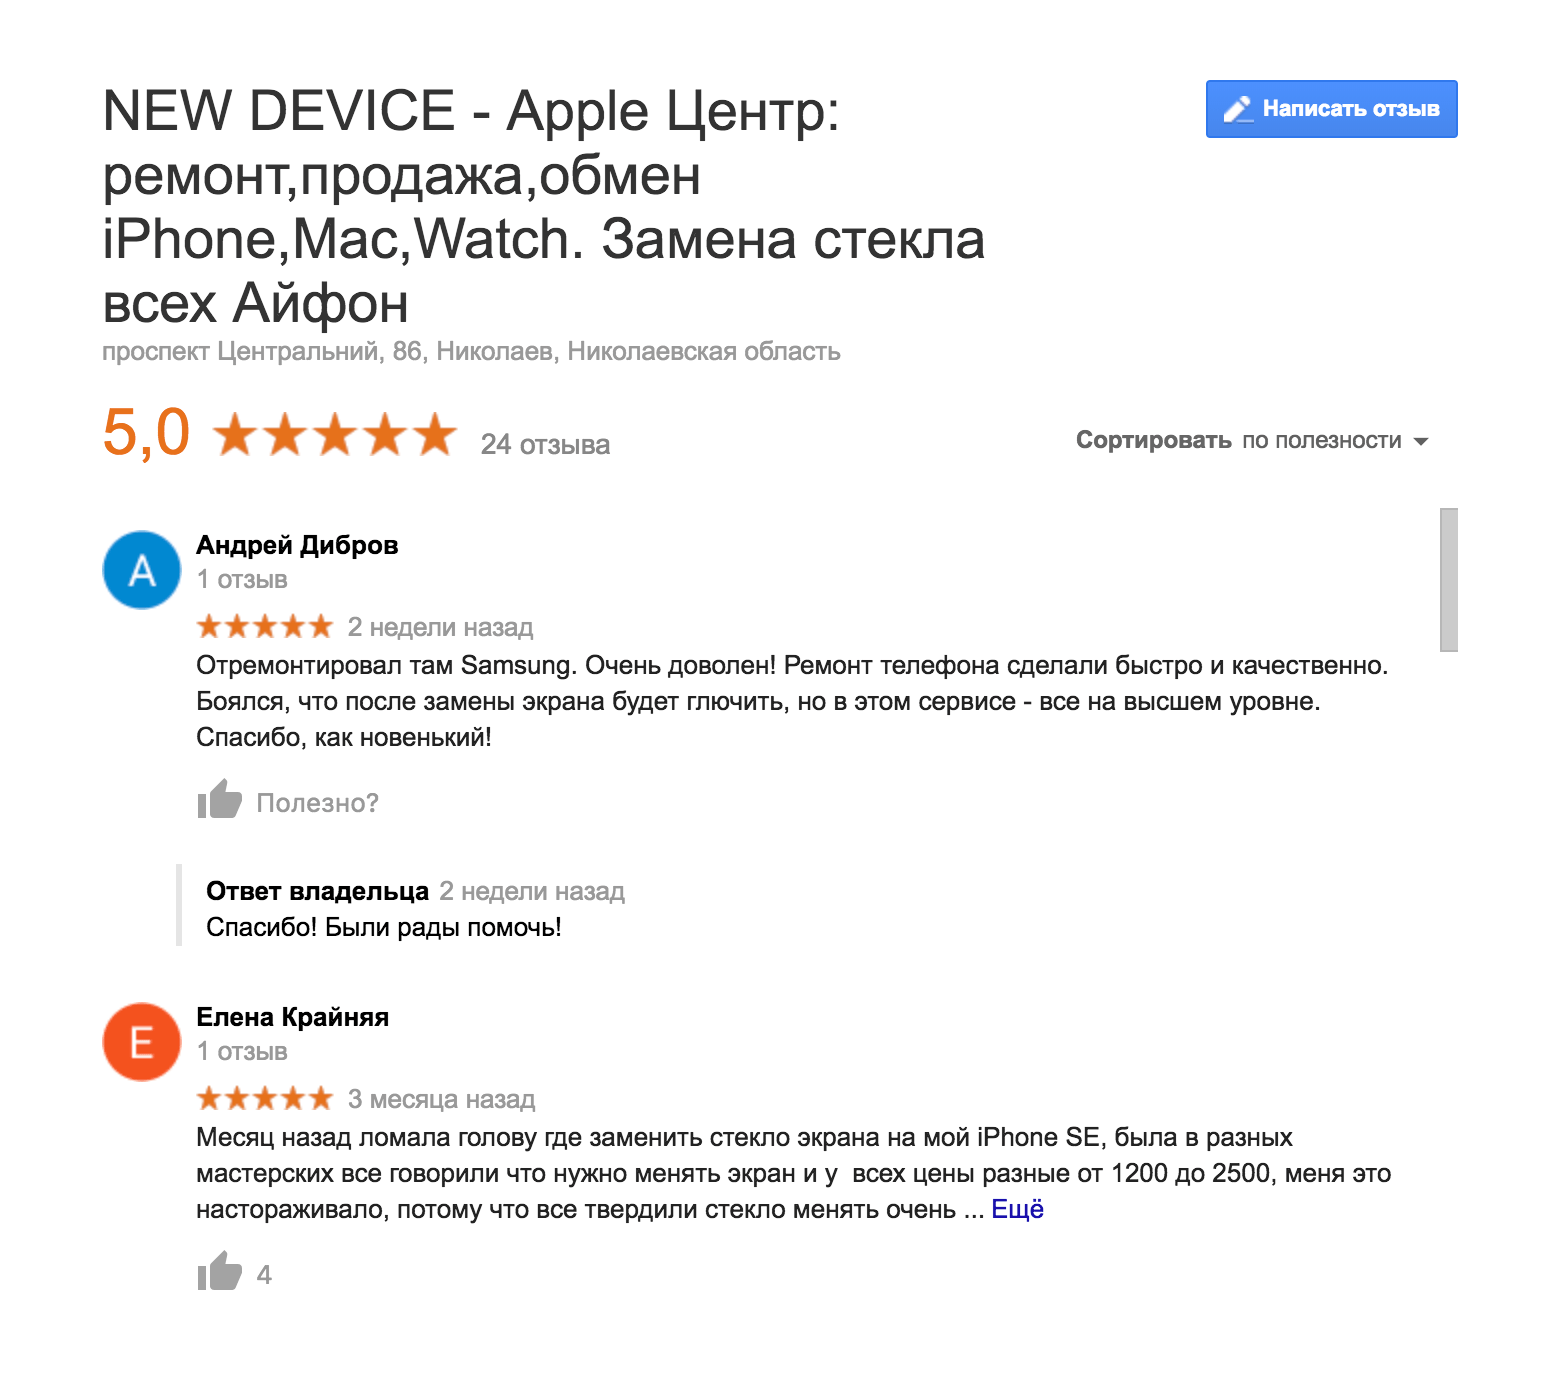 NEW DEVICE - Apple Центр:
ремонт,продажа,обмен
iPhone,Mac,Watch. Замена стекла
всех Айфон
Написать отзыв
проспект Центральний, 86, Николаев, Николаевская область
5,0 24 отзыва
Сортировать по полезности
А
Андрей Дибров
1 отзыв
2 недели назад
Отремонтировал там Samsung. Очень доволен! Ремонт телефона сделали быстро и качественно.
Боялся, что после замены экрана будет глючить, но в этом сервисе - все на высшем уровне.
Спасибо, как новенький!
Полезно?
Ответ владельца 2 недели назад
Спасибо! Были рады помочь!
Е
Елена Крайняя
1 отзыв
3 месяца назад
Месяц назад ломала голову где заменить стекло экрана на мой iPhone SE, была в разных
мастерских все говорили что нужно менять экран и у  всех цены разные от 1200 до 2500, меня это
настораживало, потому что все твердили стекло менять очень ... Ещё
4